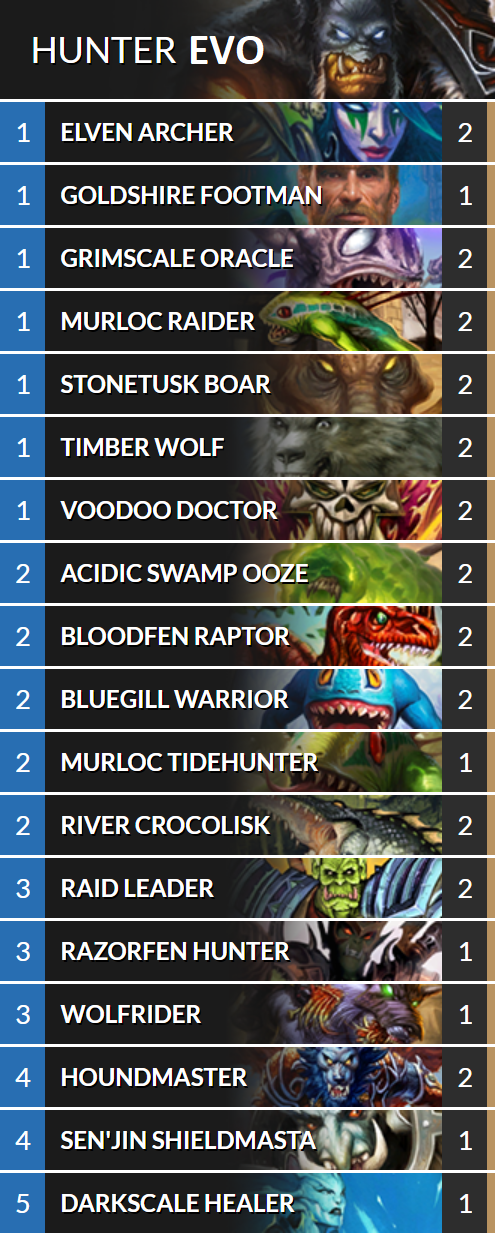 HUNTER EVO
1 ELVEN ARCHER 2
1 GOLDSHIRE FOOTMAN 1
1 GRIMSCALE ORACLE 2
1 MURLOC RAIDER 2
1 STONETUSK BOAR 2
1 TIMBER WOLF 2
1 VOODOO DOCTOR 2
2 ACIDIC SWAMP OOZE 2
2 BLOODFEN RAPTOR 2
2 BLUEGILL WARRIOR 2
2 MURLOC TIDEHUNTER 1
2 RIVER CROCOLISK 2
3 RAID LEADER 2
3 RAZORFEN HUNTER 1
3 WOLFRIDER 1
4 HOUNDMASTER 2
4 SEN'JIN SHIELDMASTA 1
5 DARKSCALE HEALER 1